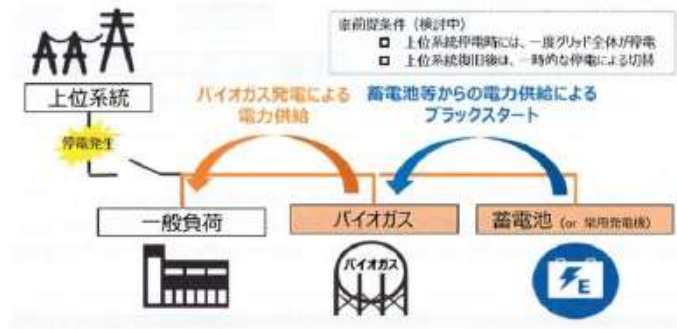 ※前提条件（検討中）
□ 上位系統停電時には、一度グリッド全体が停電
□ 上位系統復旧後は、一時的な停電による切替
上位系統
バイオガス発電による
電力供給
蓄電池等からの電力供給による
ブラックスタート
停電発生
一般負荷
バイオガス
蓄電池 (or 常用発電機)
バイオガス
E